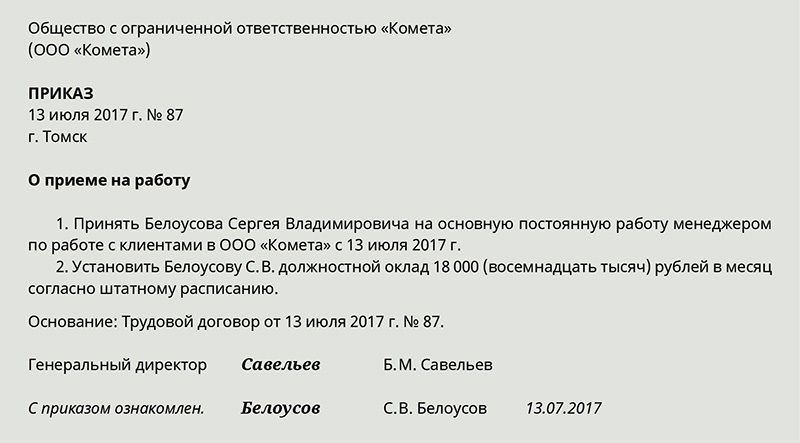 Общество с ограниченной ответственностью «Комета»
(ООО «Комета»)
ПРИКАЗ
13 июля 2017 г. № 87
г. Томск
О приеме на работу
1. Принять Белоусова Сергея Владимировича на основную постоянную работу менеджером
по работе с клиентами в ООО «Комета» с 13 июля 2017 г.
2. Установить Белоусову С. В. должностной оклад 18 000 (восемнадцать тысяч) рублей в месяц
согласно штатному расписанию.
Основание: Трудовой договор от 13 июля 2017 г. № 87.
Генеральный директор Савельев Б. М. Савельев
С приказом ознакомлен. Белоусов С. В. Белоусов 13.07.2017